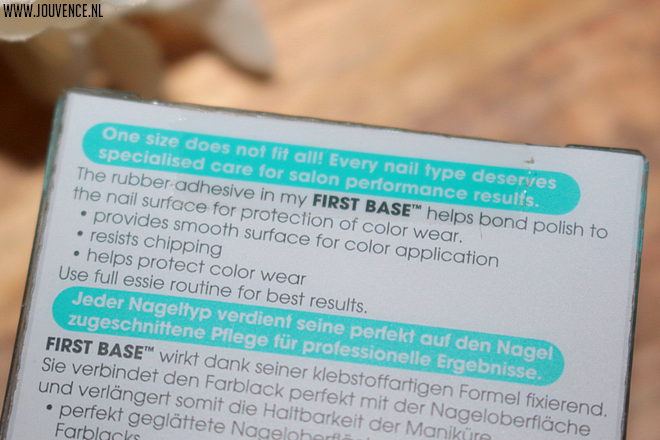 WWW.JOUVENCE.NL
One size does not fit all! Every nail type deserves
specialised care for salon performance results.
The rubber-adhesive in my FIRST BASE™ helps bond polish to
the nail surface for protection of color wear.
• provides smooth surface for color application
• resists chipping
• helps protect color wear
Use full essie routine for best results.
Jeder Nageltyp verdient seine perfekt auf den Nagel
zugeschnittene Pflege für professionelle Ergebnisse.
FIRST BASE™ wirkt dank seiner klebstoffartigen Formel fixierend.
Sie verbindet den Farblack perfekt mit der Nageloberfläche
und verlängert somit die Haltbarkeit der Maniküre
• perfekt geglättete Nageloberfläche
Farblacks